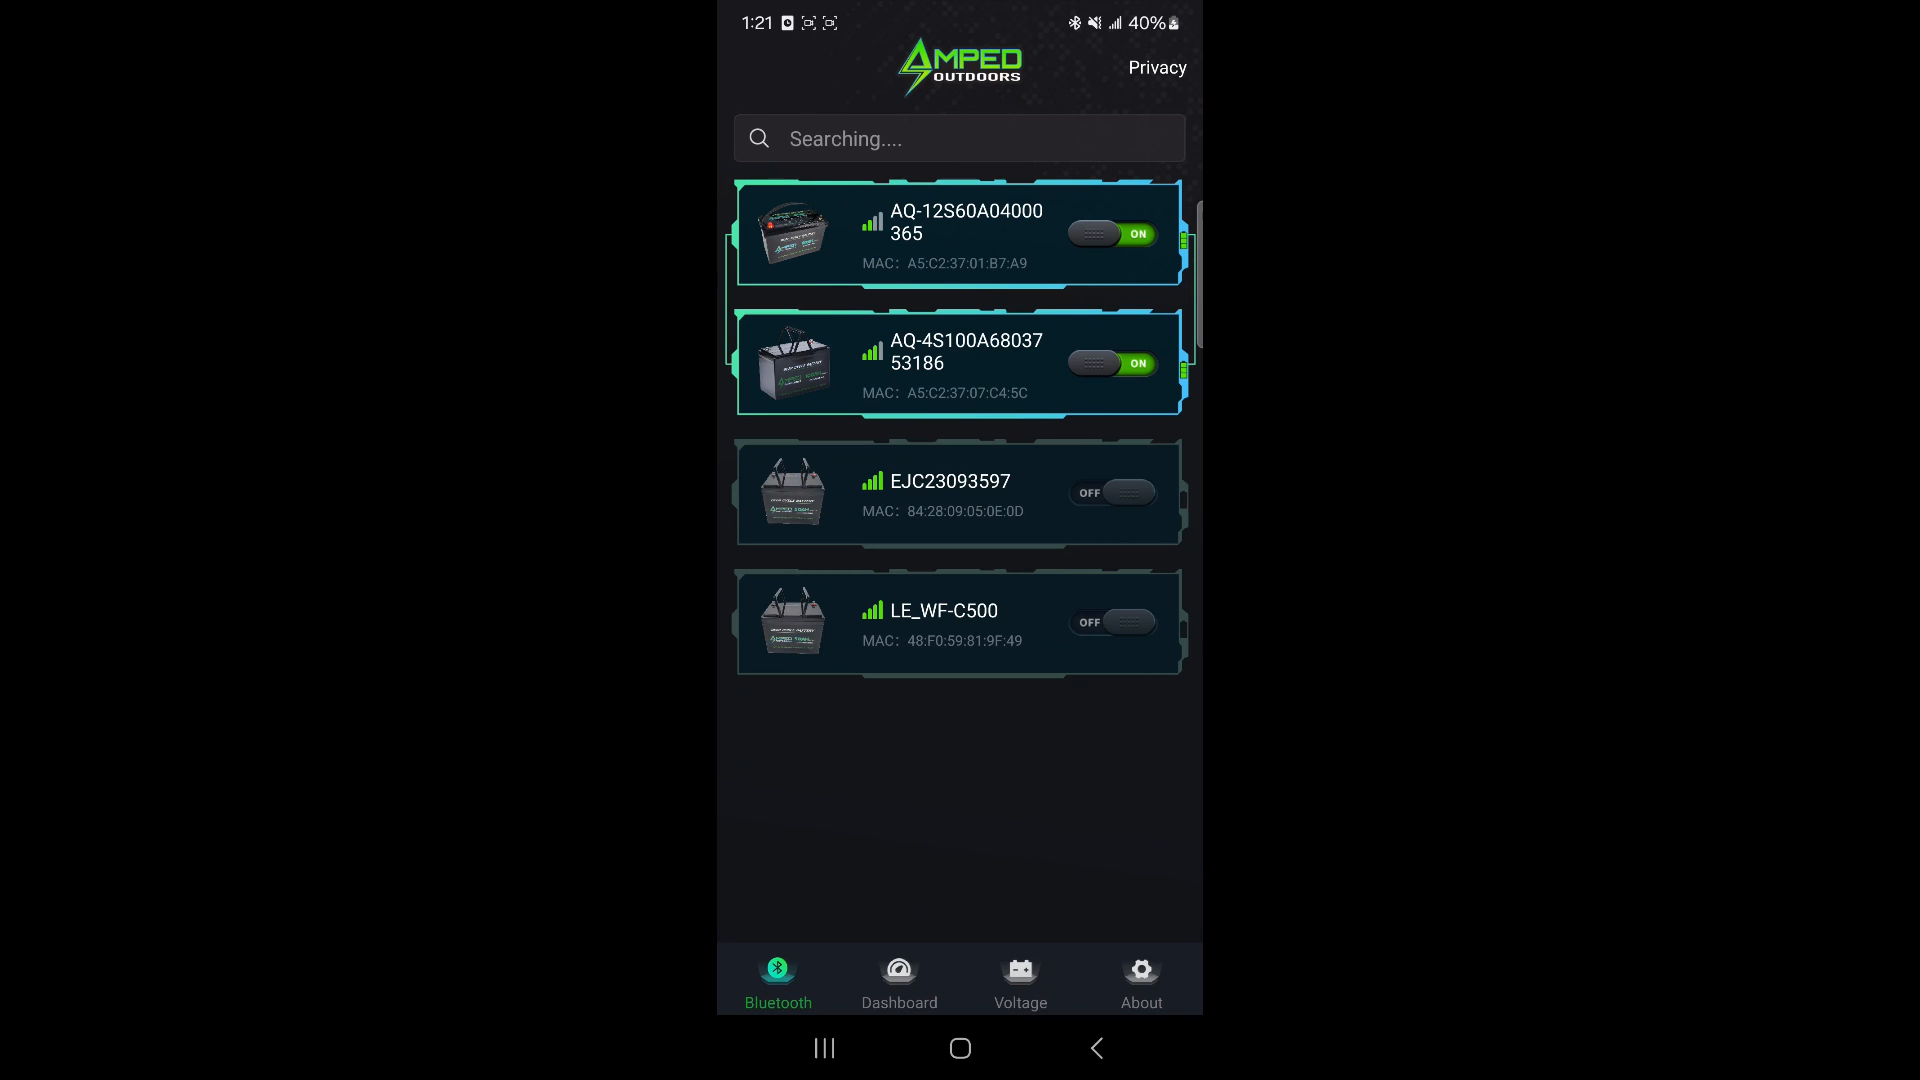 1:21
40%
AMPED
OUTDOORS
Privacy
Searching....
AQ-12S60A04000
365
ON
MAC: A5:C2:37:01:B7:A9
AQ-4S100A68037
53186
ON
MAC: A5:C2:37:07:C4:5C
EJC23093597
OFF
MAC: 84:28:09:05:0E:0D
LE_WF-C500
OFF
MAC: 48:F0:59:81:9F:49
Bluetooth
Dashboard
Voltage
About